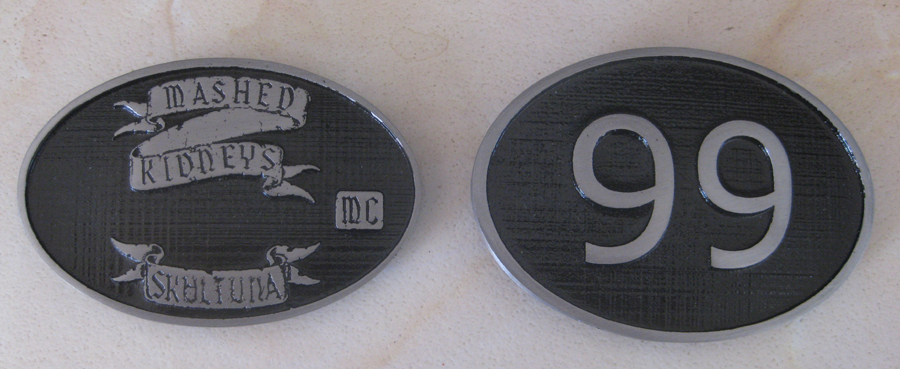 MASHED
KIDNEYS
MC
SKULTUNA
99